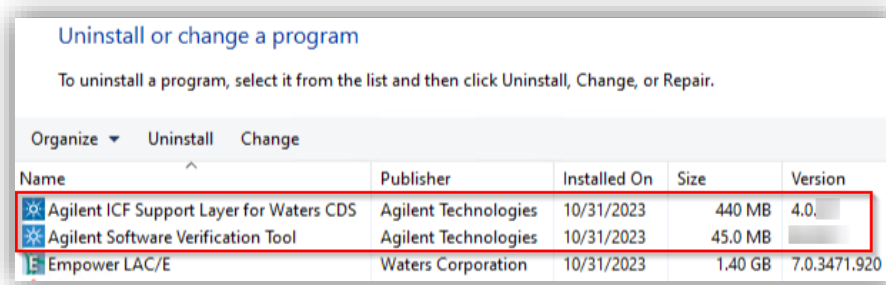 Uninstall or change a program
To uninstall a program, select it from the list and then click Uninstall, Change, or Repair.
Organize Uninstall Change
Name Publisher Installed On Size Version
Agilent ICF Support Layer for Waters CDS Agilent Technologies 10/31/2023 440 MB 4.0.
Agilent Software Verification Tool Agilent Technologies 10/31/2023 45.0 MB
Empower LAC/E Waters Corporation 10/31/2023 1.40 GB 7.0.3471.920